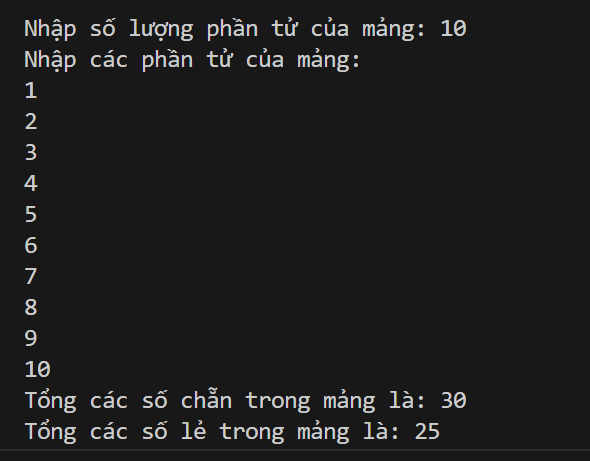 Nhập số lượng phần tử của mảng: 10
Nhập các phần tử của mảng:
1
2
3
4
5
6
7
8
9
10
Tổng các số chẵn trong mảng là: 30
Tổng các số lẻ trong mảng là: 25